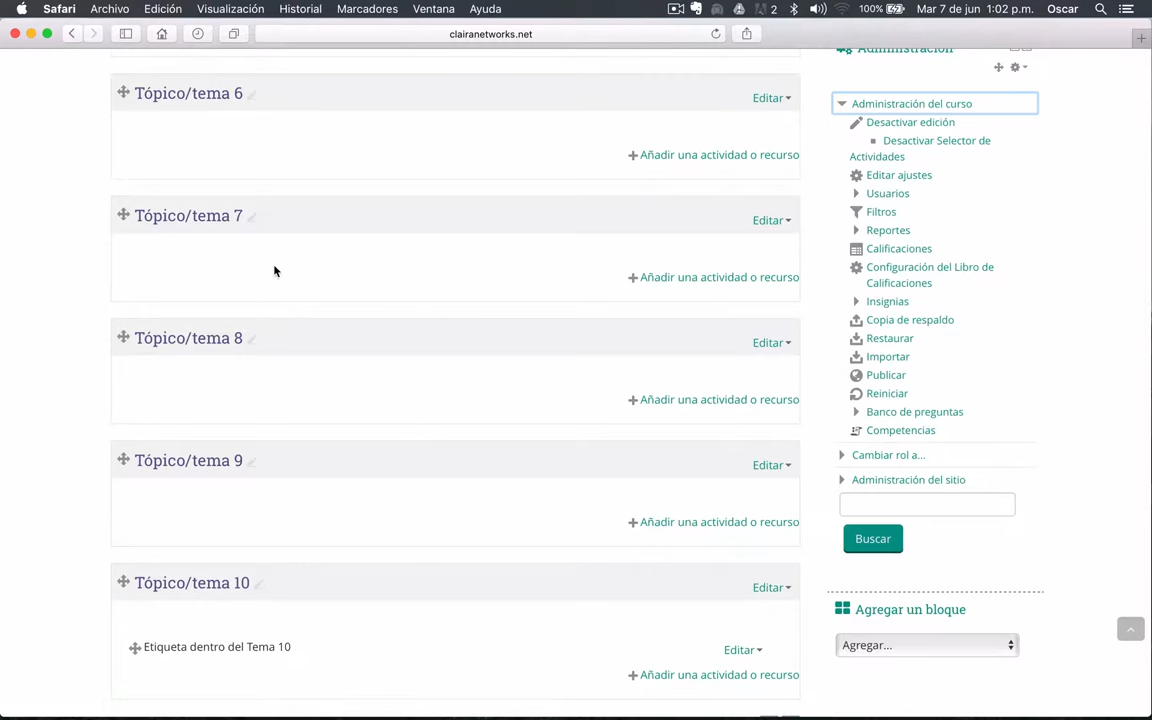 Safari Archivo Edición Visualización Historial Marcadores Ventana Ayuda 2 100% Mar 7 de jun 1:02 p.m. Oscar
clairanetworks.net
Administración
Tópico/tema 6
Editar
Añadir una actividad o recurso
Tópico/tema 7
Editar
Añadir una actividad o recurso
Tópico/tema 8
Editar
Añadir una actividad o recurso
Tópico/tema 9
Editar
Añadir una actividad o recurso
Tópico/tema 10
Editar
Etiqueta dentro del Tema 10
Editar
Añadir una actividad o recurso
Administración del curso
Desactivar edición
Desactivar Selector de
Actividades
Editar ajustes
Usuarios
Filtros
Reportes
Calificaciones
Configuración del Libro de
Calificaciones
Insignias
Copia de respaldo
Restaurar
Importar
Publicar
Reiniciar
Banco de preguntas
Competencias
Cambiar rol a...
Administración del sitio
Buscar
Agregar un bloque
Agregar...